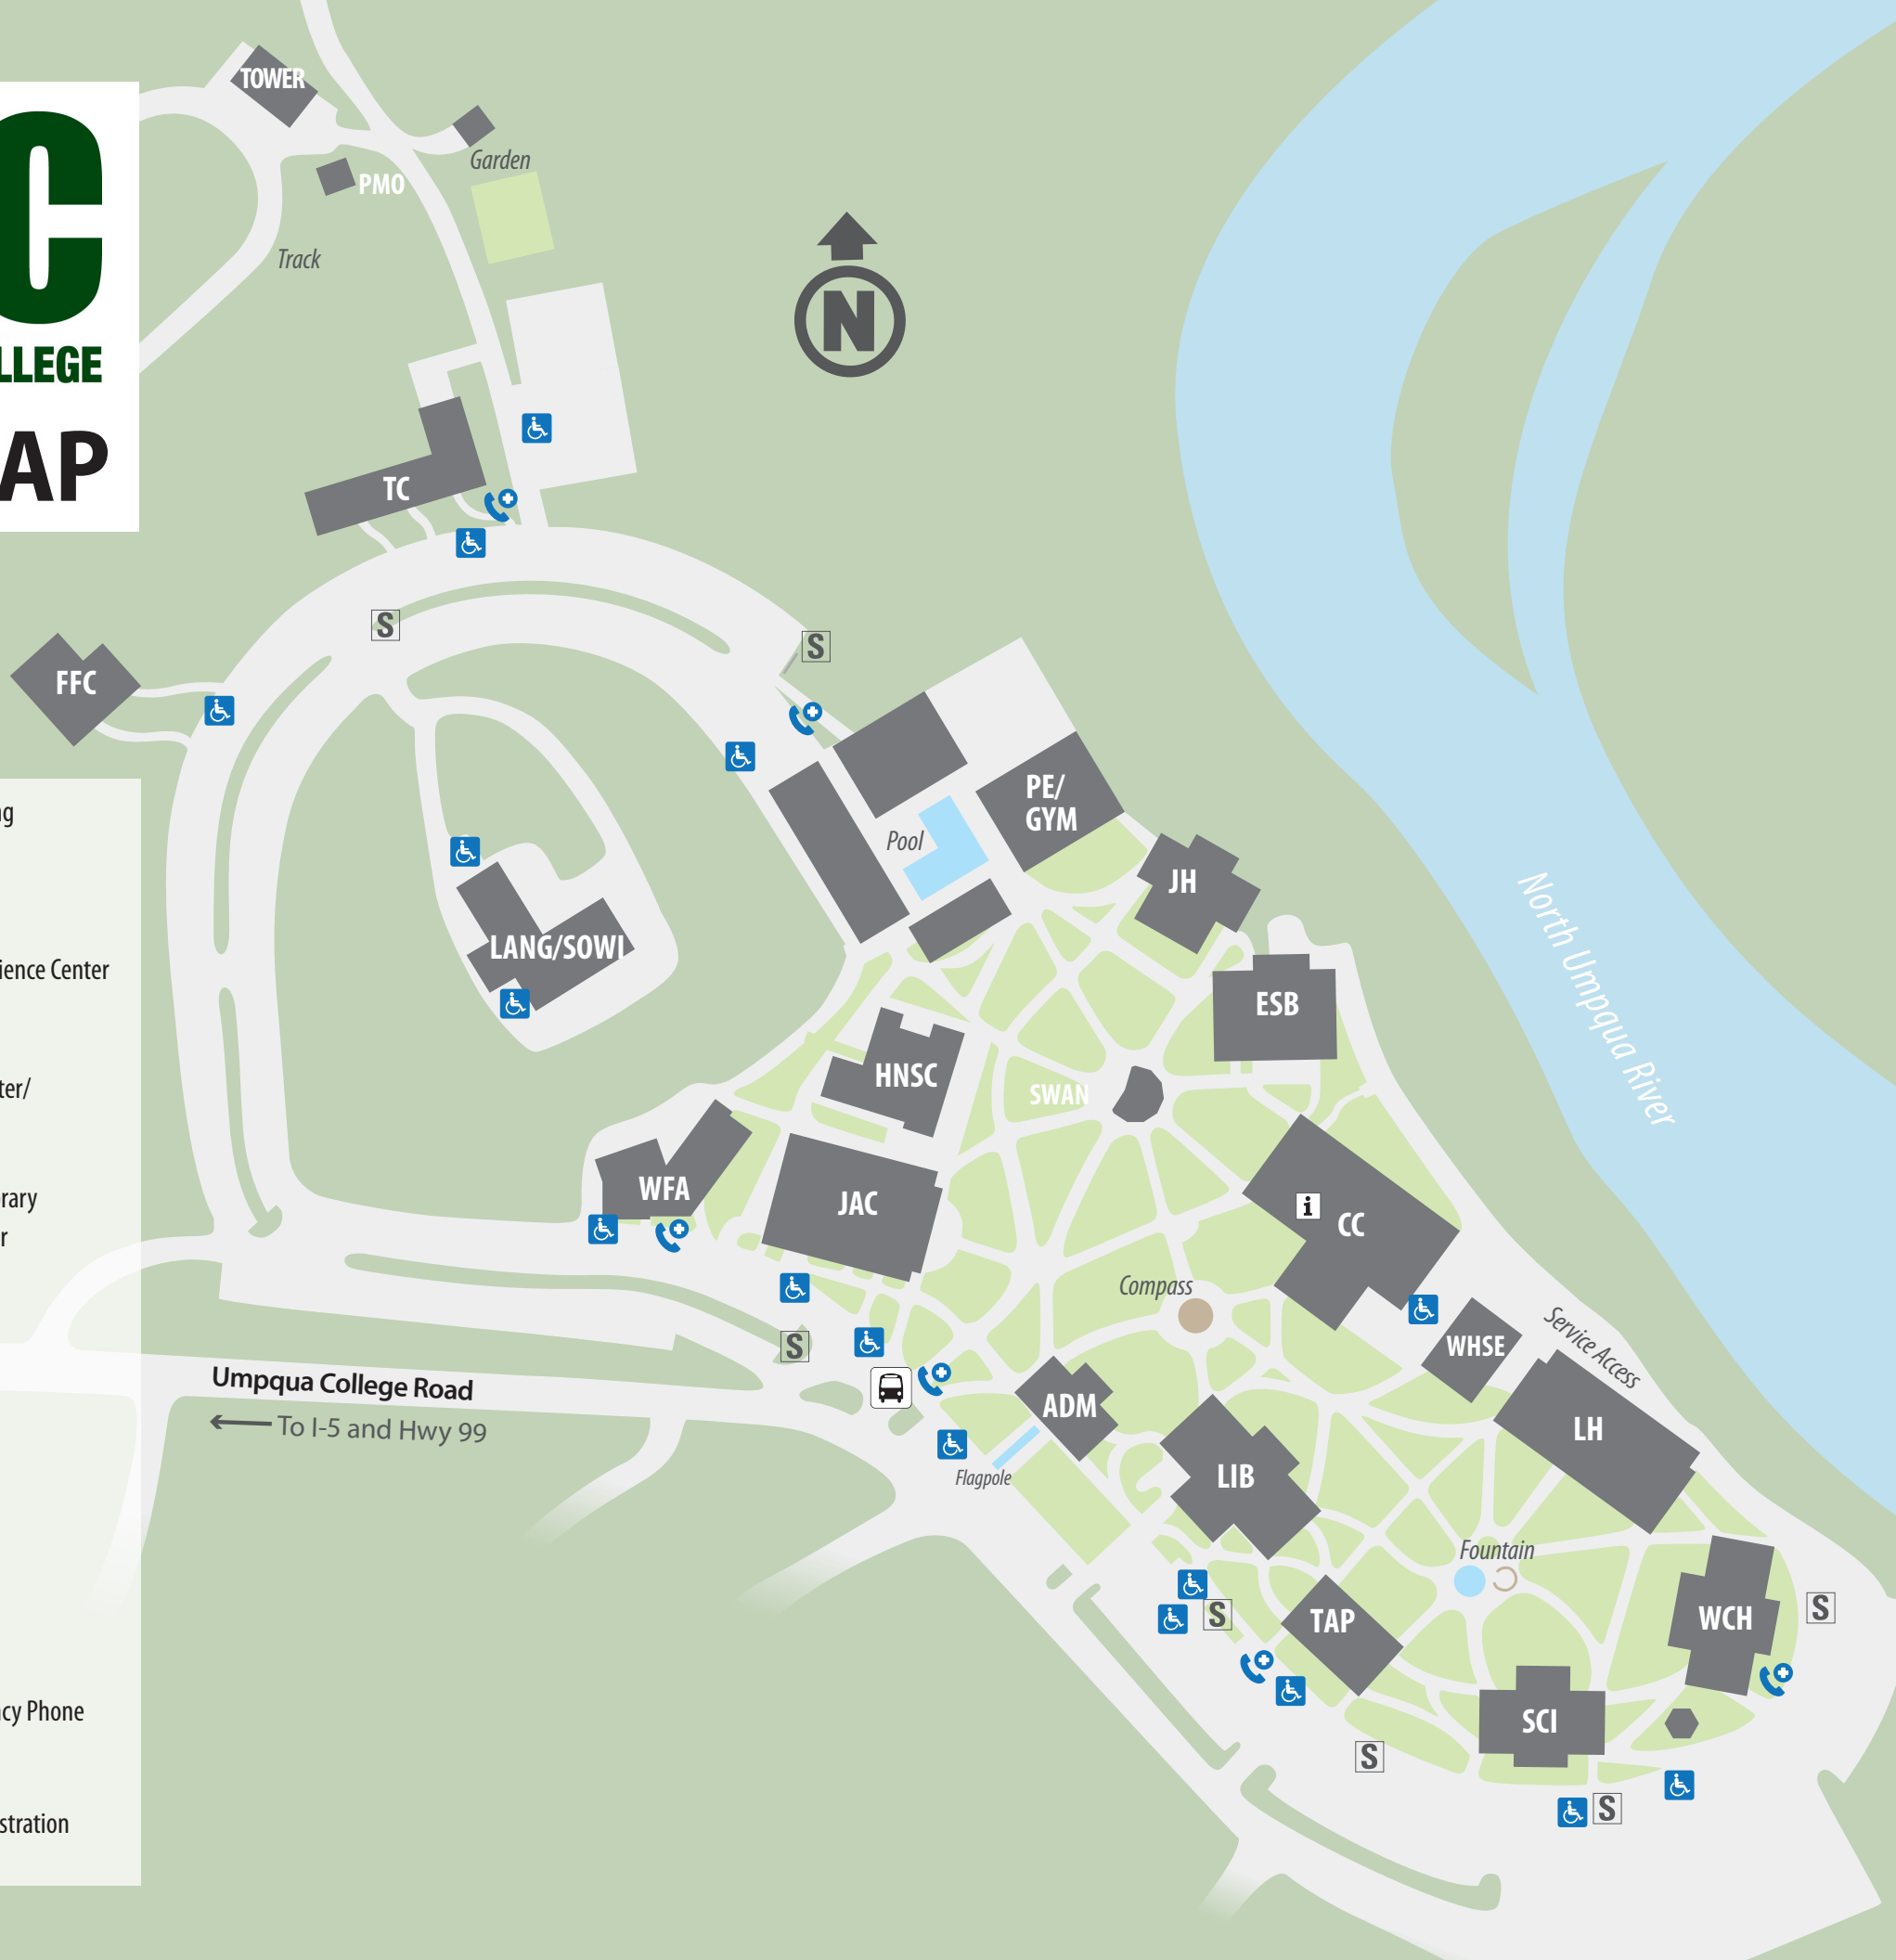 C
LLEGE
AP
TOWER
PMO
Garden
Track
N
TC
S
S
FFC
PE/
GYM
Pool
JH
LANG/SOWI
ESB
HNSC
SWAN
WFA
JAC
i
CC
Compass
North Umpqua River
WHSE
Service Access
S
Umpqua College Road
To I-5 and Hwy 99
ADM
LH
LIB
Flagpole
Fountain
S
TAP
WCH
S
SCI
S
S
ng
ience Center
ter/
rary
r
cy Phone
stration